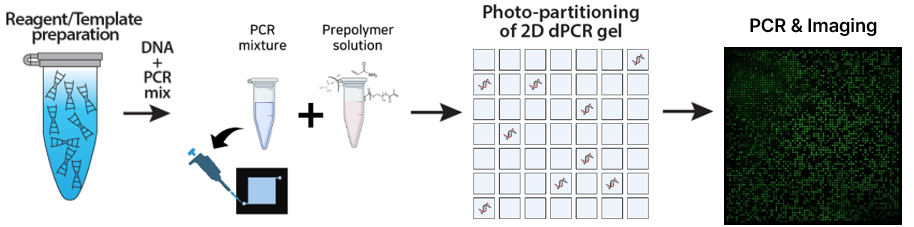 Reagent/Template
preparation
DNA
+
PCR
mix
PCR
mixture
+
Prepolymer
solution
Photo-partitioning
of 2D dPCR gel
PCR & Imaging